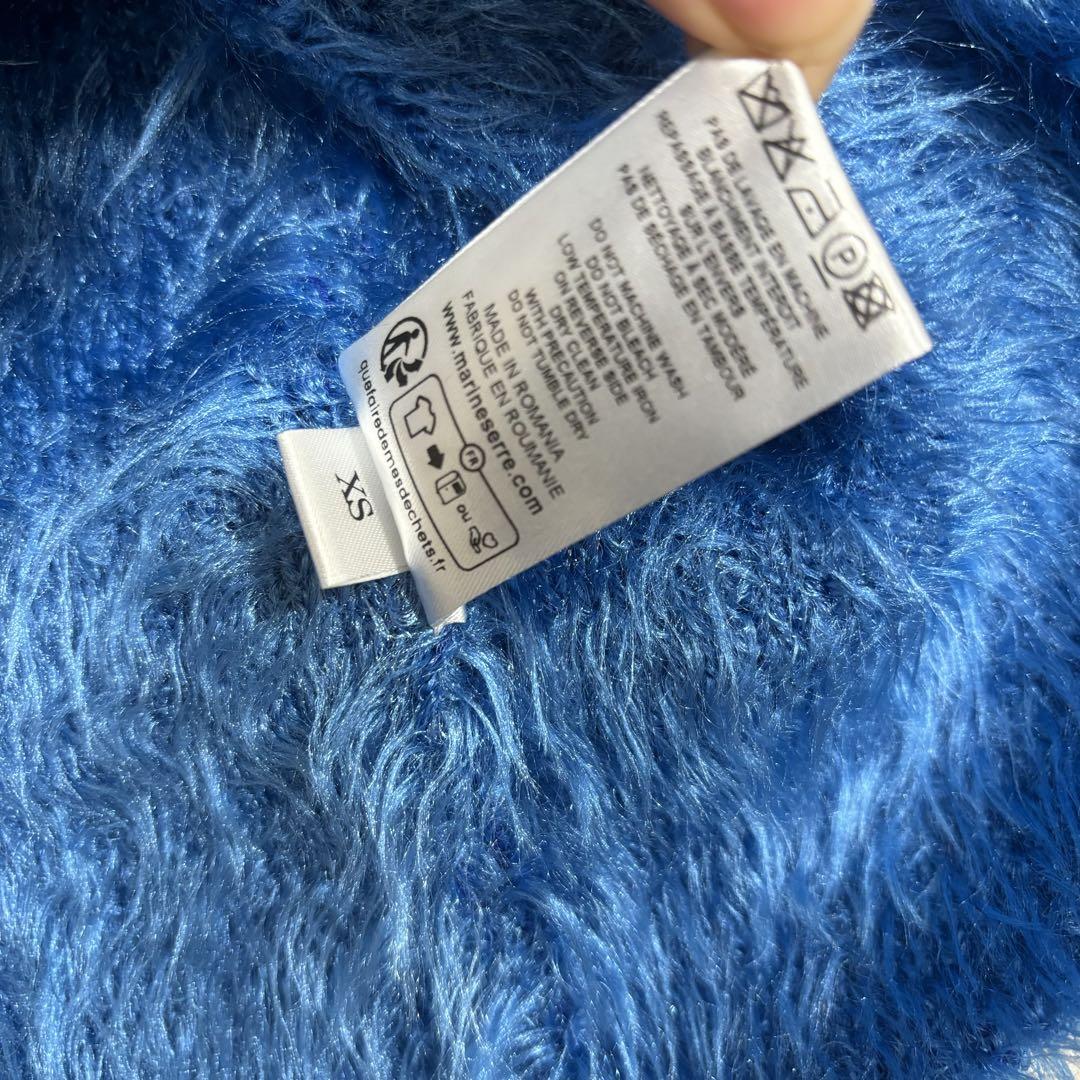 PAS DE LAVAGE EN MACHINE
BLANCHIMENT INTERDIT
REPASSAGE À BASSE TEMPÉRATURE
SUR L'ENVERS
NETTOYAGE À SEC MODÉRÉ
PAS DE SÉCHAGE EN TAMBOUR
DO NOT MACHINE WASH
DO NOT BLEACH
LOW TEMPERATURE IRON
ON REVERSE SIDE
DRY CLEAN
WITH PRECAUTION
DO NOT TUMBLE DRY
MADE IN ROMANIA
FABRIQUE EN ROUMANIE
www.marineserre.com
FR
ou
quefairedemesdechets.fr
P
XS